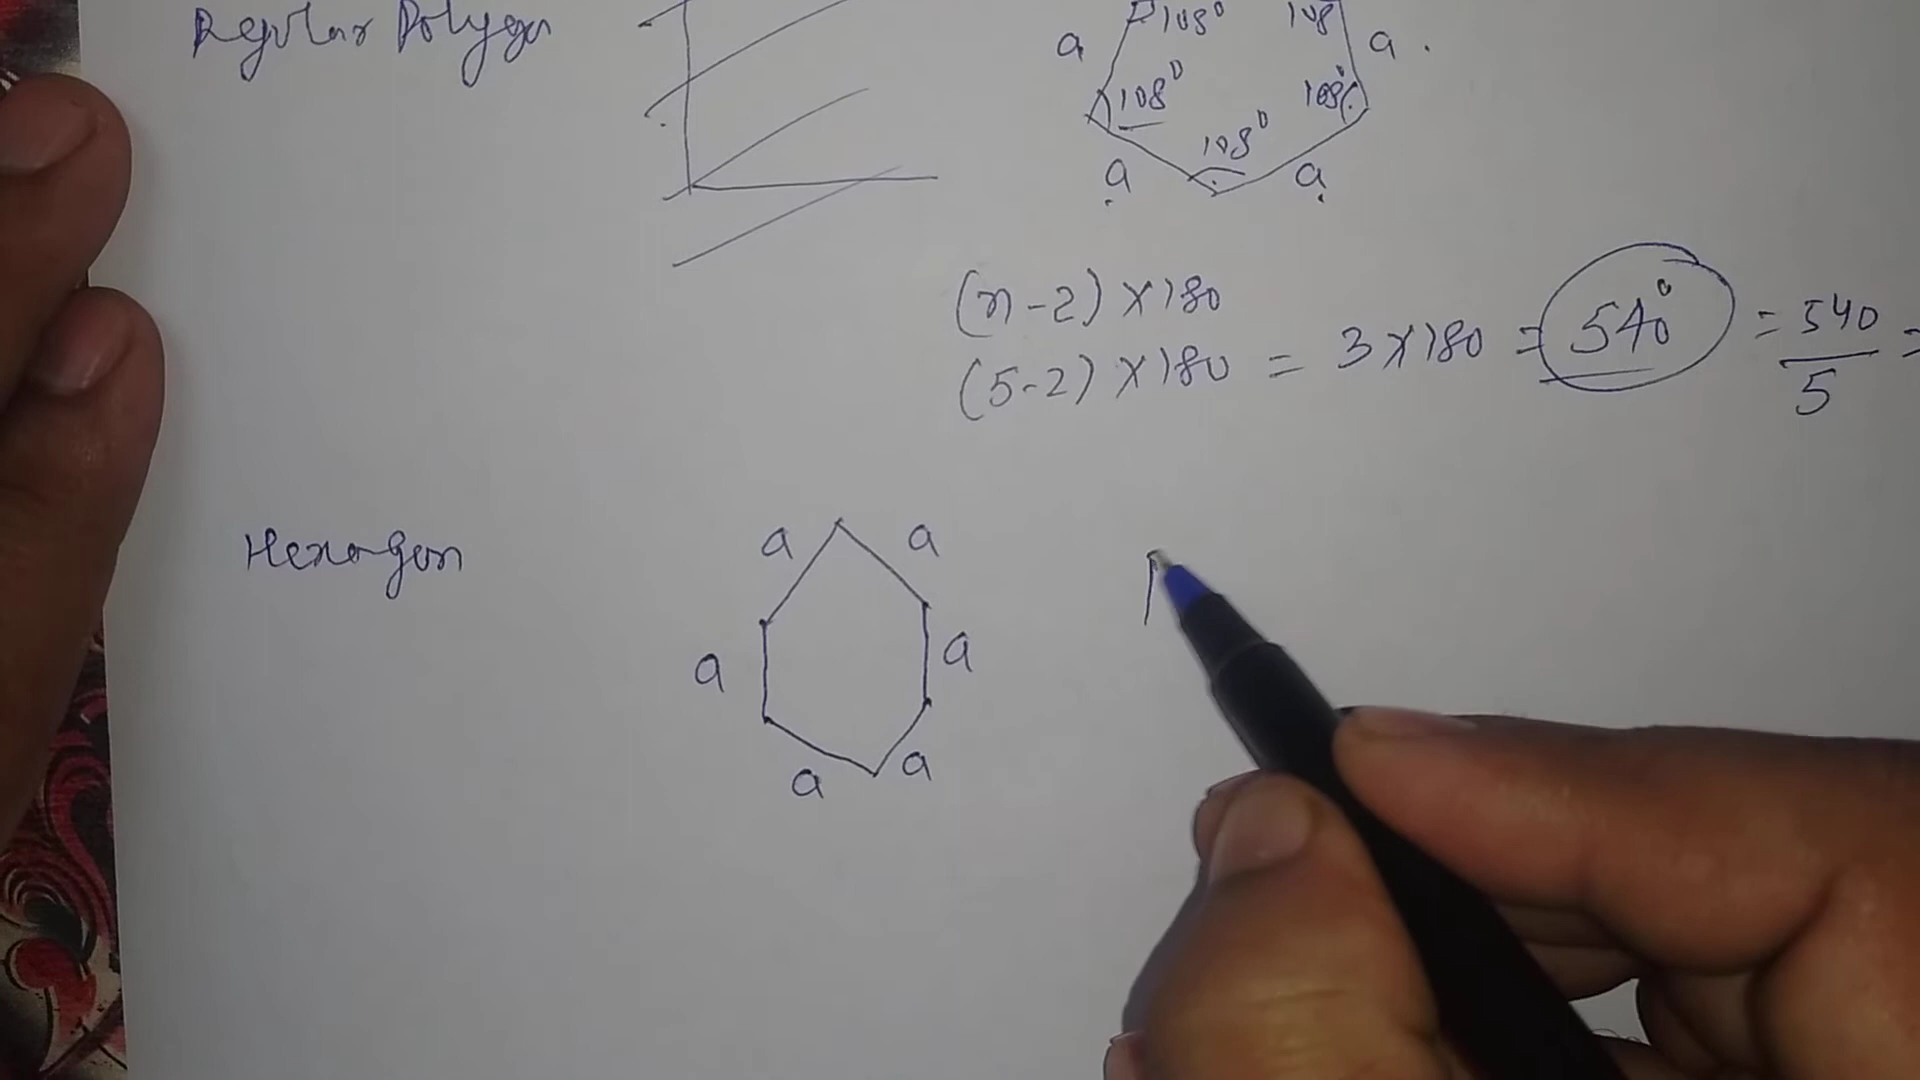 Regular Polygon
108° 108
a a .
108° 108°
108°
a a
(n-2) × 180
(5-2) × 180 = 3 × 180 = 540° = 540/5 =
Hexagon
a a
a a
a a